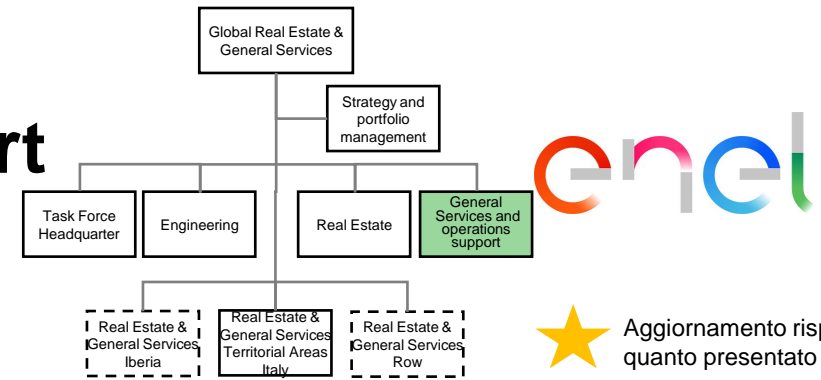 Global Real Estate &
General Services
Strategy and
portfolio
management
rt
enel
Task Force
Headquarter
Engineering
Real Estate
General
Services and
operations
support
Real Estate &
General Services
Iberia
Real Estate &
General Services
Territorial Areas
Italy
Real Estate &
General Services
Row
Aggiornamento risp
quanto presentato